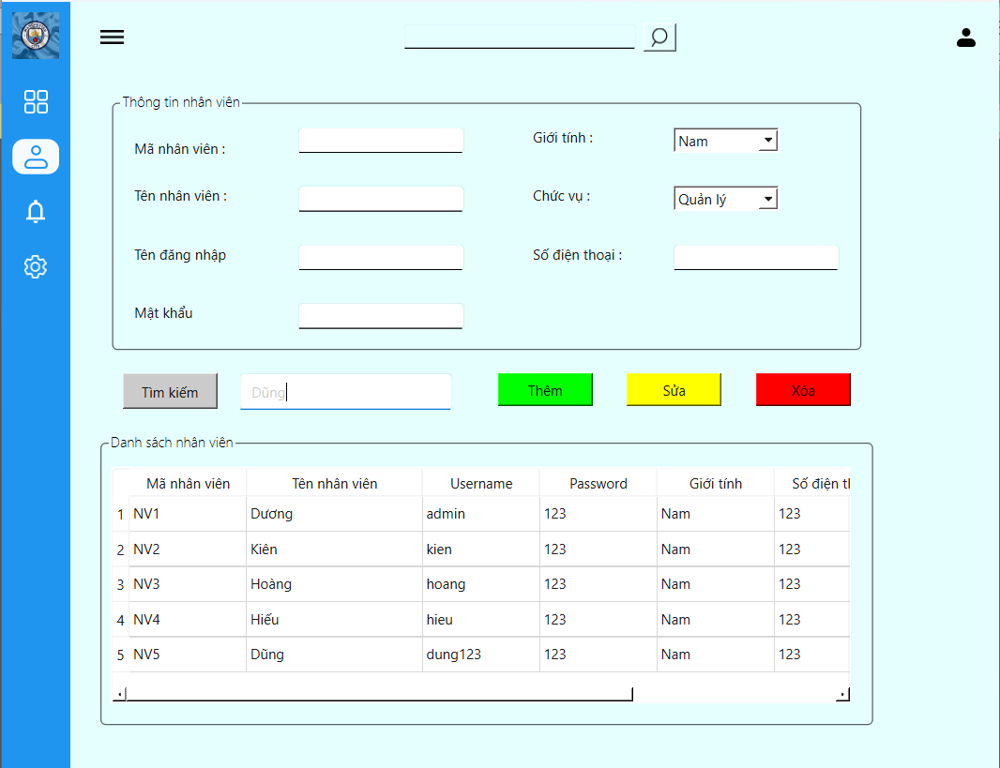 Thông tin nhân viên
Mã nhân viên :
Giới tính :
Nam
Tên nhân viên :
Chức vụ :
Quản lý
Tên đăng nhập
Số điện thoại :
Mật khẩu
Tìm kiếm
Dũng
Thêm
Sửa
Xóa
Danh sách nhân viên
Mã nhân viên Tên nhân viên Username Password Giới tính Số điện tl
1 NV1 Dương admin 123 Nam 123
2 NV2 Kiên kien 123 Nam 123
3 NV3 Hoàng hoang 123 Nam 123
4 NV4 Hiếu hieu 123 Nam 123
5 NV5 Dũng dung123 123 Nam 123